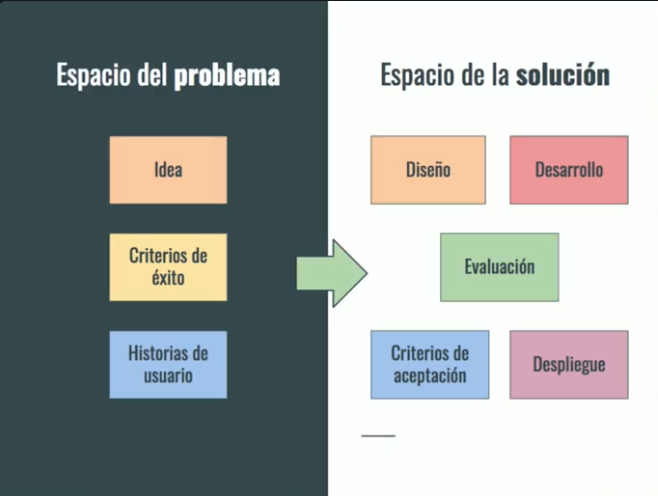 Espacio del problema
Idea
Criterios de
éxito
Historias de
usuario
Espacio de la solución
Diseño
Desarrollo
Evaluación
Criterios de
aceptación
Despliegue